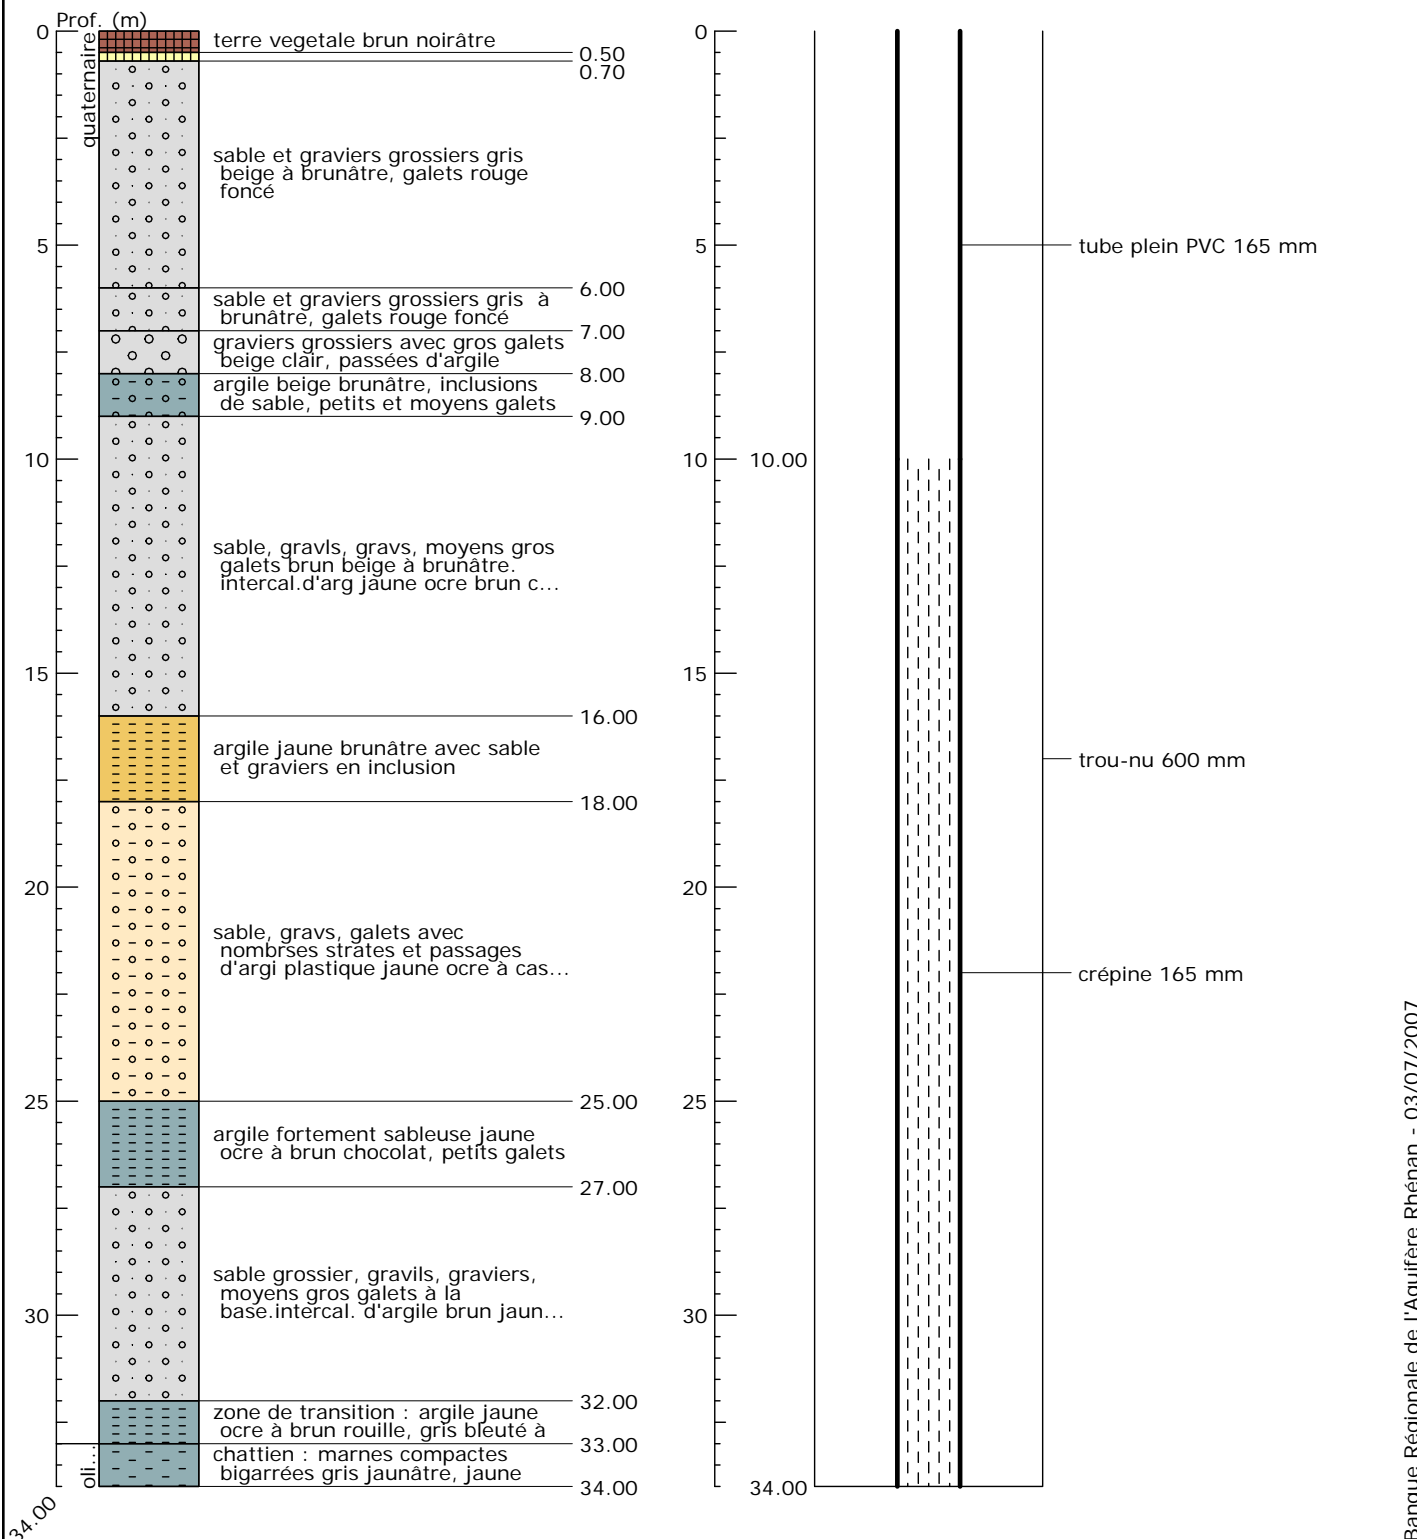 Prof. (m)
0
quaternaire
terre vegetale brun noirâtre
0.50
0.70
sable et graviers grossiers gris
beige à brunâtre, galets rouge
foncé
5
6.00
sable et graviers grossiers gris à
brunâtre, galets rouge foncé
7.00
graviers grossiers avec gros galets
beige clair, passées d'argile
8.00
argile beige brunâtre, inclusions
de sable, petits et moyens galets
9.00
10
sable, gravls, gravs, moyens gros
galets brun beige à brunâtre.
intercal.d'arg jaune ocre brun c...
15
16.00
argile jaune brunâtre avec sable
et graviers en inclusion
18.00
20
sable, gravs, galets avec
nombrses strates et passages
d'argi plastique jaune ocre à cas...
25
25.00
argile fortement sableuse jaune
ocre à brun chocolat, petits galets
27.00
sable grossier, gravils, graviers,
moyens gros galets à la
base.intercal. d'argile brun jaun...
30
32.00
zone de transition : argile jaune
ocre à brun rouille, gris bleuté à
33.00
oli...
chattien : marnes compactes
bigarrées gris jaunâtre, jaune
34.00
34.00
0
5
tube plein PVC 165 mm
10
10.00
15
trou-nu 600 mm
20
crépine 165 mm
25
30
34.00
Banque Régionale de l'Aquifère Rhénan - 03/07/2007